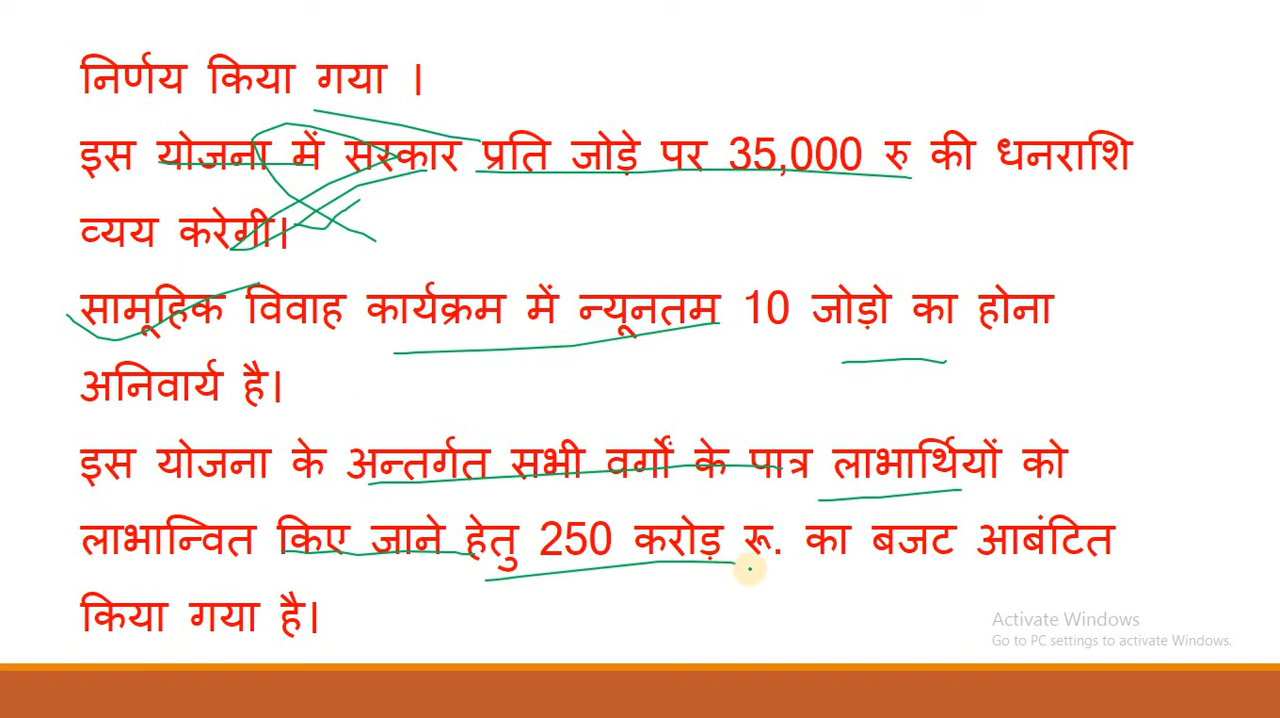 निर्णय किया गया ।
इस योजना में सरकार प्रति जोड़े पर 35,000 रु की धनराशि
व्यय करेगी।
सामूहिक विवाह कार्यक्रम में न्यूनतम 10 जोड़ो का होना
अनिवार्य है।
इस योजना के अन्तर्गत सभी वर्गों के पात्र लाभार्थियों को
लाभान्वित किए जाने हेतु 250 करोड़ रू. का बजट आबंटित
किया गया है।
Activate Windows
Go to PC settings to activate Windows.